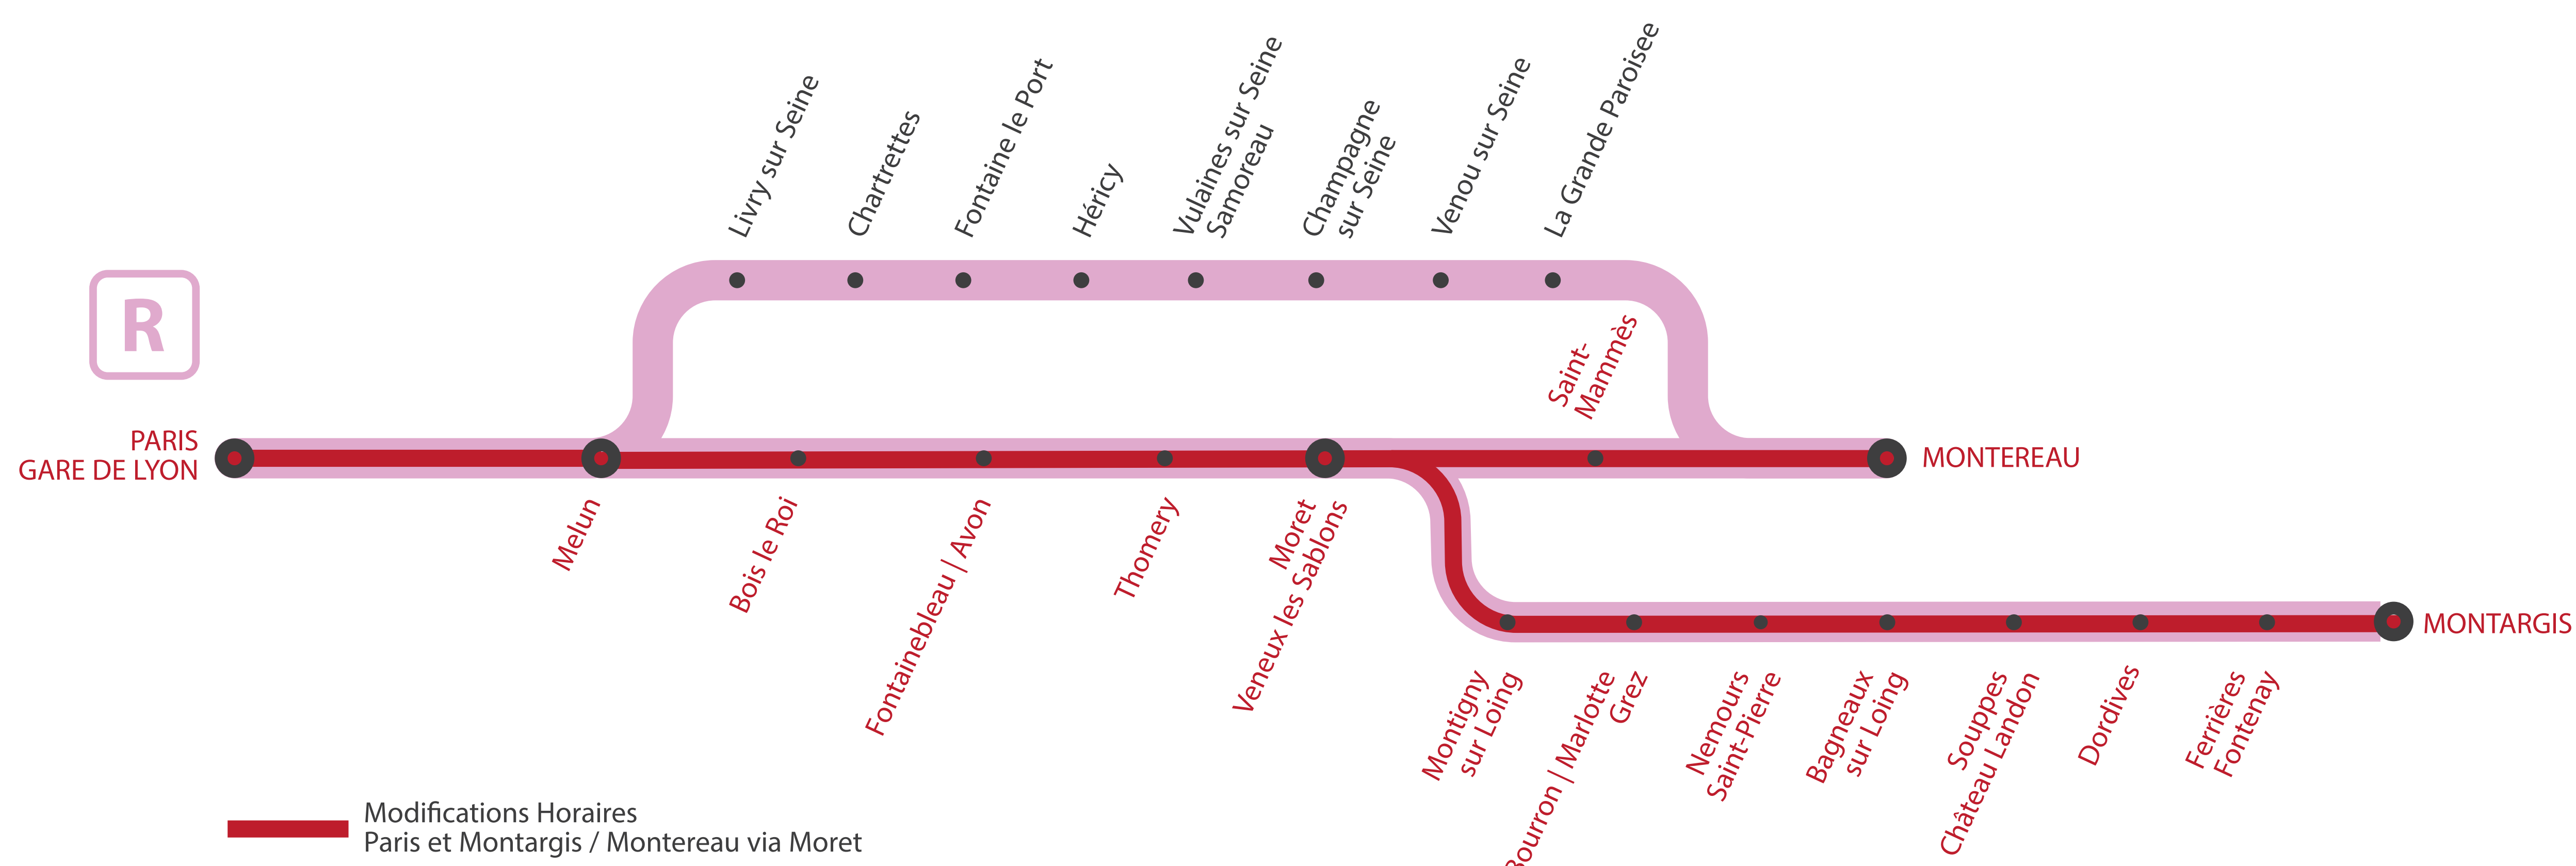 Livry sur Seine
Chartrettes
Fontaine le Port
Héricy
Vulaines sur Seine
Samoreau
Champagne
sur Seine
Venou sur Seine
La Grande Paroisee
R
Saint-
Mammès
PARIS
GARE DE LYON
MONTEREAU
Melun
Bois le Roi
Fontainebleau | Avon
Thomery
Moret
Veneux les Sablons
MONTARGIS
Montigny
sur Loing
Bourron | Marlotte
Grez
Nemours
Saint-Pierre
Bagneaux
sur Loing
Souppes
Château Landon
Dordives
Ferrières
Fontenay
Modifications Horaires
Paris et Montargis / Montereau via Moret